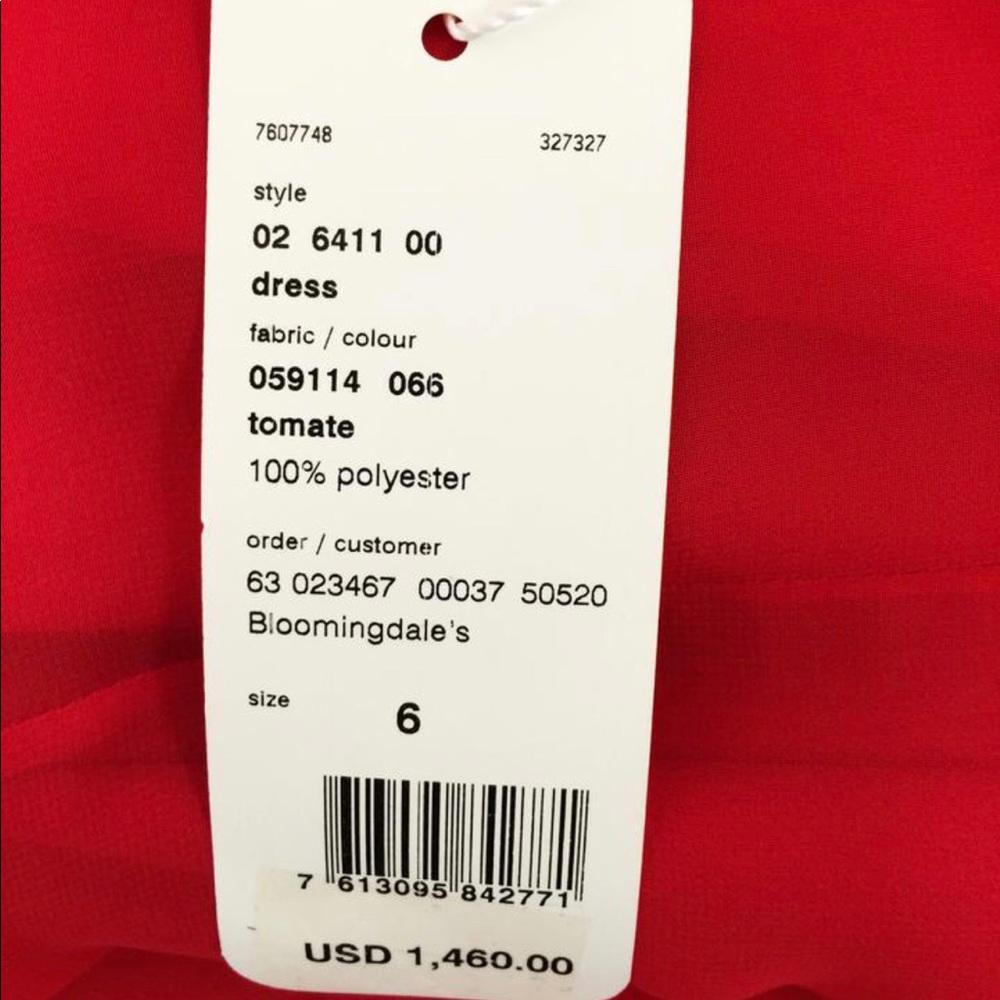 7607748 327327
style
02 6411 00
dress
fabric / colour
059114 066
tomate
100% polyester
order / customer
63 023467 00037 50520
Bloomingdale's
size 6
7 613095 842771
USD 1,460.00